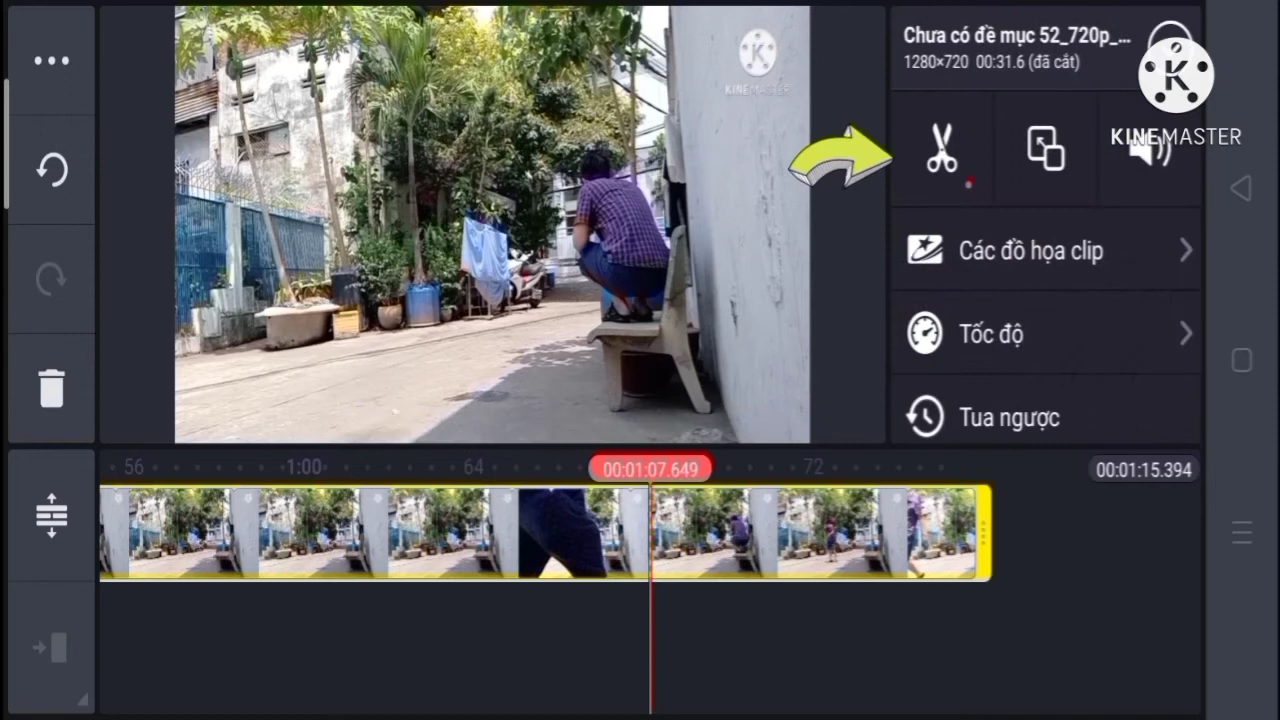 KINEMASTER
Chưa có đề mục 52_720p_...
1280×720 00:31.6 (đã cắt)
KINEMASTER
Các đồ họa clip
Tốc độ
Tua ngược
56
1:00
64
00:01:07.649
72
00:01:15.394